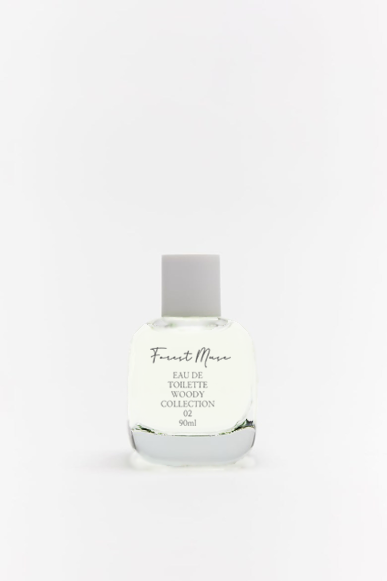 Forest Muse
EAU DE
TOILETTE
WOODY
COLLECTION
02
90ml